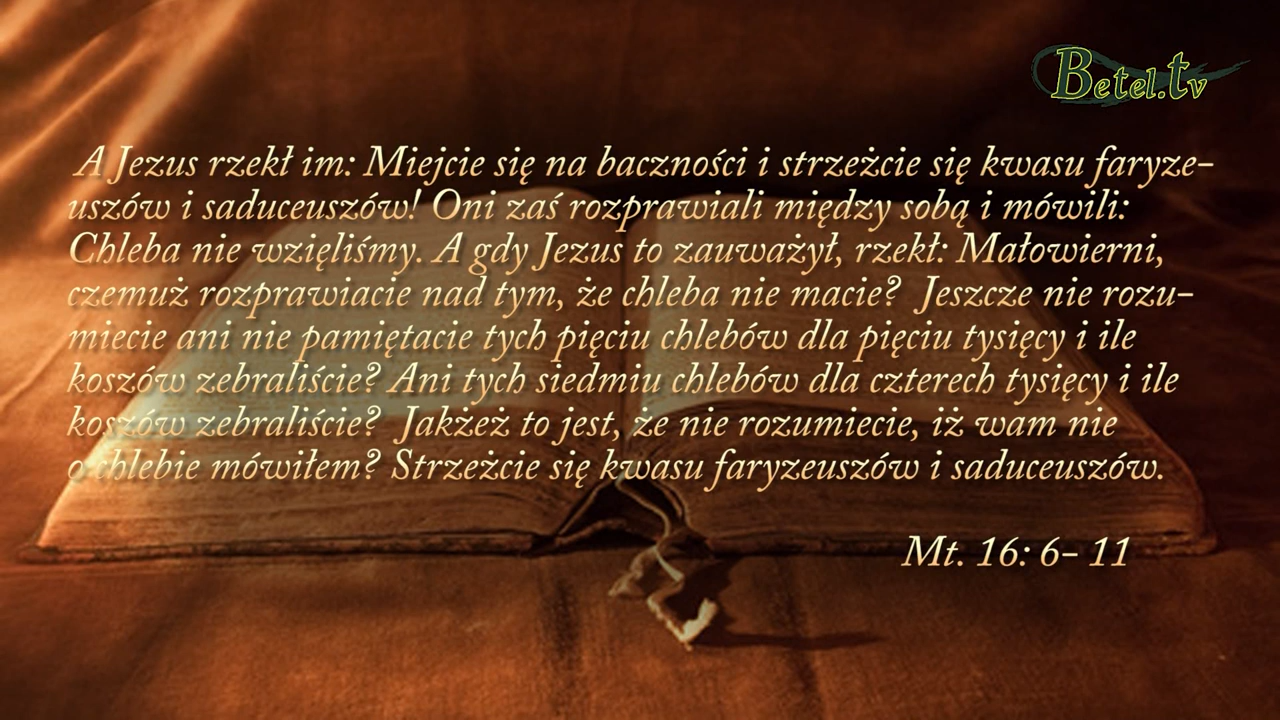 Betel.tv
A Jezus rzekł im: Miejcie się na baczności i strzeżcie się kwasu faryze-
uszów i saduceuszów! Oni zaś rozprawiali między sobą i mówili:
Chleba nie wzięliśmy. A gdy Jezus to zauważył, rzekł: Małowierni,
czemuż rozprawiacie nad tym, że chleba nie macie? Jeszcze nie rozu-
miecie ani nie pamiętacie tych pięciu chlebów dla pięciu tysięcy i ile
koszów zebraliście? Ani tych siedmiu chlebów dla czterech tysięcy i ile
koszów zebraliście? Jakżeż to jest, że nie rozumiecie, iż wam nie
o chlebie mówiłem? Strzeżcie się kwasu faryzeuszów i saduceuszów.
Mt. 16: 6- 11